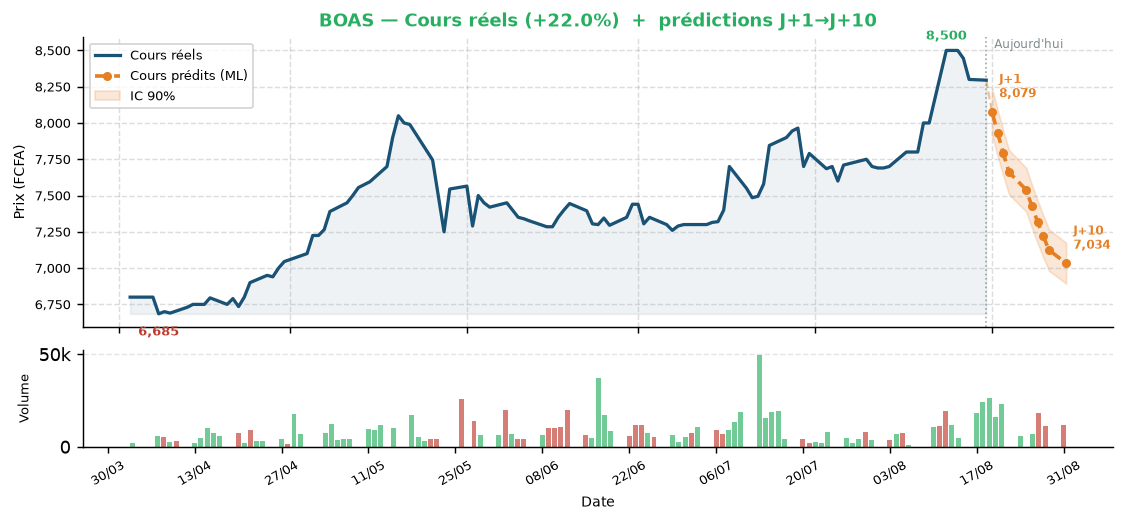 BOAS — Cours réels (+22.0%)  +  prédictions J+1→J+10
8,500
Aujourd'hui
Cours réels
Cours prédits (ML)
IC 90%
J+1
8,079
J+10
7,034
6,685
Prix (FCFA)
8,500
8,250
8,000
7,750
7,500
7,250
7,000
6,750
Volume
50k
0
30/03
13/04
27/04
11/05
25/05
08/06
22/06
06/07
20/07
03/08
17/08
31/08
Date